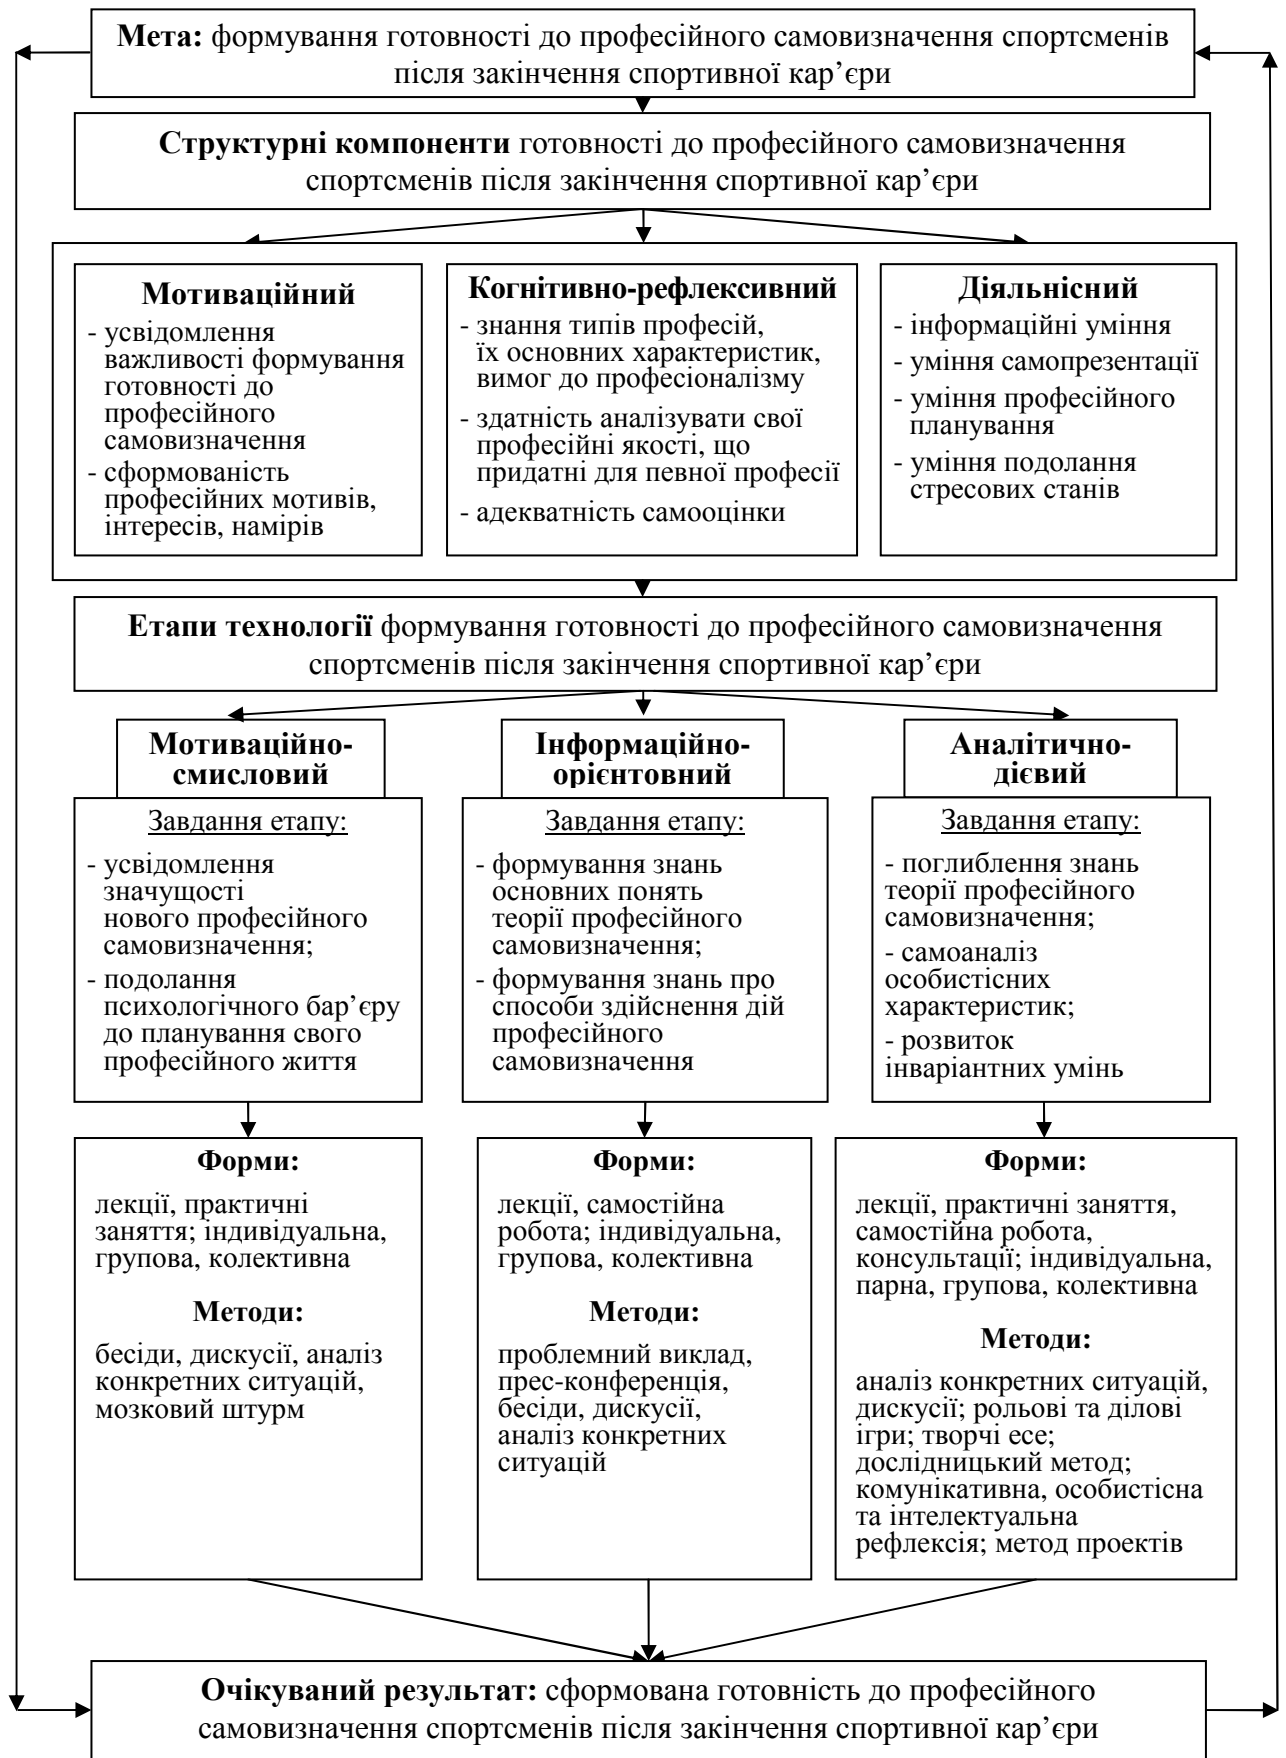 Мета: формування готовності до професійного самовизначення спортсменів
після закінчення спортивної кар’єри
Структурні компоненти готовності до професійного самовизначення
спортсменів після закінчення спортивної кар’єри
Мотиваційний
- усвідомлення
важливості формування
готовності до
професійного
самовизначення
- сформованість
професійних мотивів,
інтересів, намірів
Когнітивно-рефлексивний
- знання типів професій,
їх основних характеристик,
вимог до професіоналізму
- здатність аналізувати свої
професійні якості, що
придатні для певної професії
- адекватність самооцінки
Діяльнісний
- інформаційні уміння
- уміння самопрезентації
- уміння професійного
планування
- уміння подолання
стресових станів
Етапи технології формування готовності до професійного самовизначення
спортсменів після закінчення спортивної кар’єри
Мотиваційно-
смисловий
Завдання етапу:
- усвідомлення
значущості
нового професійного
самовизначення;
- подолання
психологічного бар’єру
до планування свого
професійного життя
Форми:
лекції, практичні
заняття; індивідуальна,
групова, колективна
Методи:
бесіди, дискусії, аналіз
конкретних ситуацій,
мозковий штурм
Інформаційно-
орієнтовний
Завдання етапу:
- формування знань
основних понять
теорії професійного
самовизначення;
- формування знань про
способи здійснення дій
професійного
самовизначення
Форми:
лекції, самостійна
робота; індивідуальна,
групова, колективна
Методи:
проблемний виклад,
прес-конференція,
бесіди, дискусії,
аналіз конкретних
ситуацій
Аналітично-
дієвий
Завдання етапу:
- поглиблення знань
теорії професійного
самовизначення;
- самоаналіз
особистісних
характеристик;
- розвиток
інваріантних умінь
Форми:
лекції, практичні заняття,
самостійна робота,
консультації; індивідуальна,
парна, групова, колективна
Методи:
аналіз конкретних ситуацій,
дискусії; рольові та ділові
ігри; творчі есе;
дослідницький метод;
комунікативна, особистісна
та інтелектуальна
рефлексія; метод проектів
Очікуваний результат: сформована готовність до професійного
самовизначення спортсменів після закінчення спортивної кар’єри